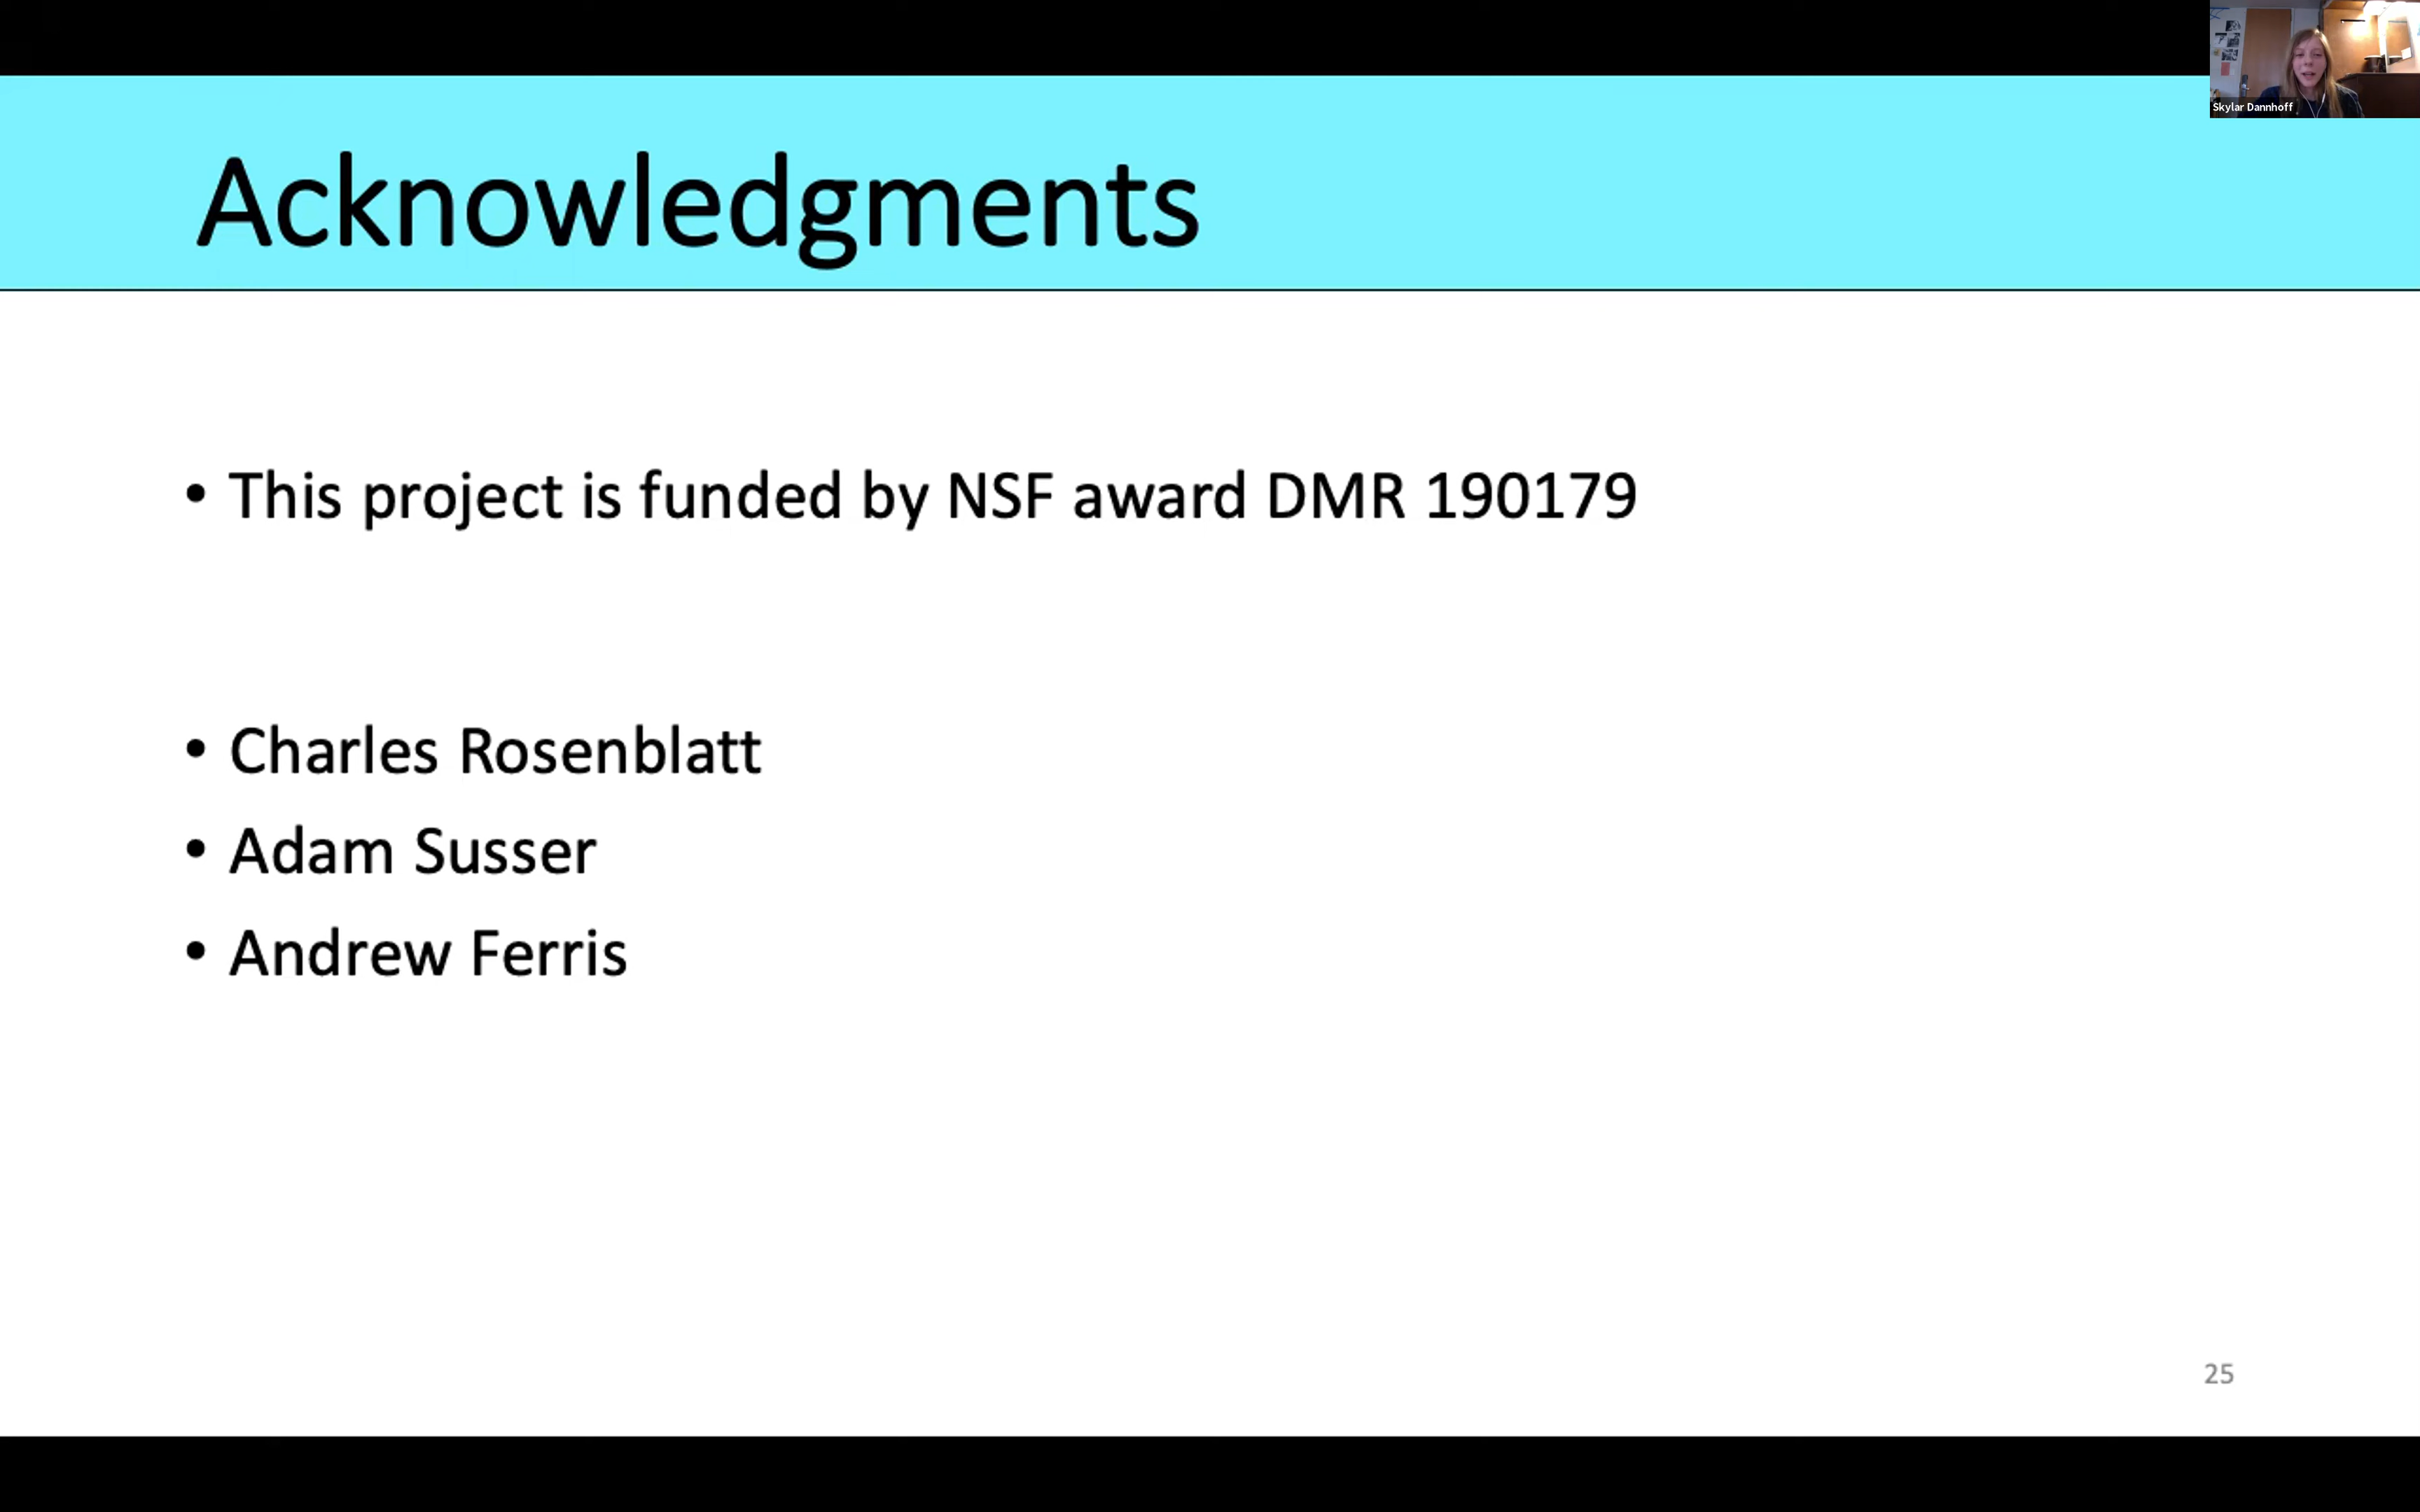 Skylar Dannhoff
Acknowledgments
• This project is funded by NSF award DMR 190179
• Charles Rosenblatt
• Adam Susser
• Andrew Ferris
25